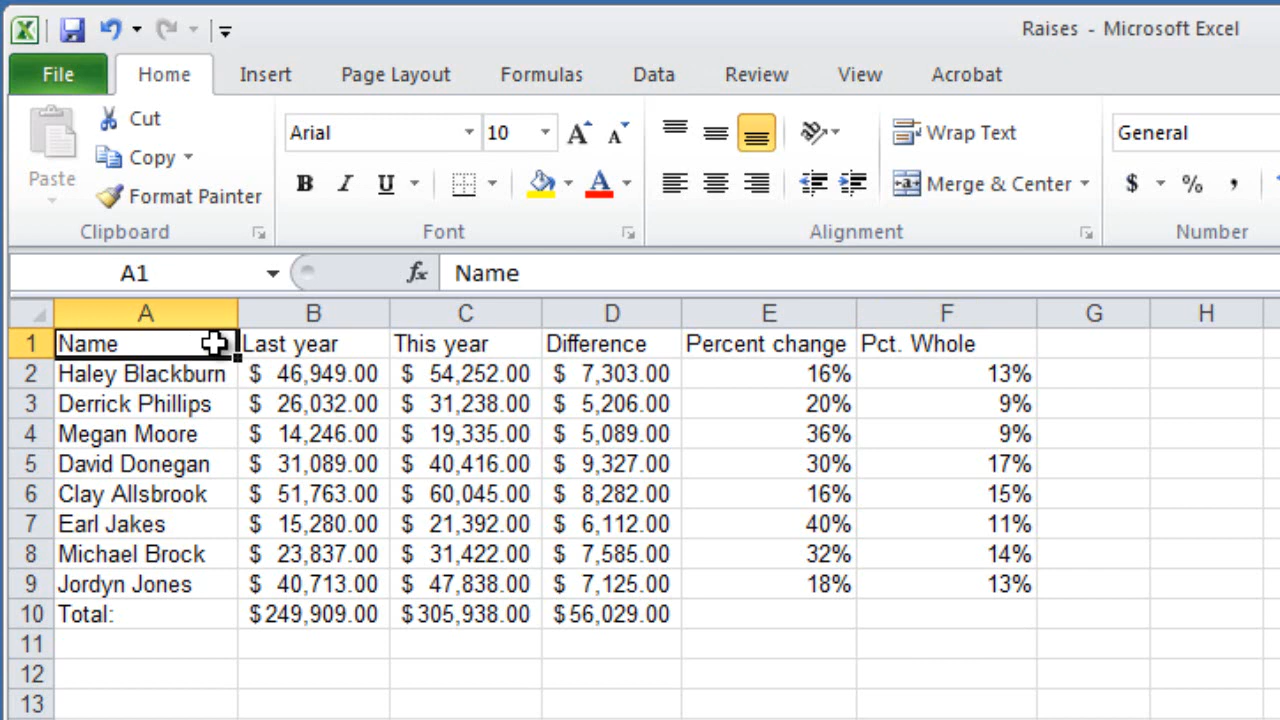 Raises - Microsoft Excel
File Home Insert Page Layout Formulas Data Review View Acrobat
Paste
Cut
Copy
Format Painter
Clipboard
Arial 10 A A
B I U A
Font
Wrap Text
Merge & Center
Alignment
General
$ % ,
Number
A1 fx Name
A B C D E F G H
1 Name Last year This year Difference Percent change Pct. Whole
2 Haley Blackburn $ 46,949.00 $ 54,252.00 $ 7,303.00 16% 13%
3 Derrick Phillips $ 26,032.00 $ 31,238.00 $ 5,206.00 20% 9%
4 Megan Moore $ 14,246.00 $ 19,335.00 $ 5,089.00 36% 9%
5 David Donegan $ 31,089.00 $ 40,416.00 $ 9,327.00 30% 17%
6 Clay Allsbrook $ 51,763.00 $ 60,045.00 $ 8,282.00 16% 15%
7 Earl Jakes $ 15,280.00 $ 21,392.00 $ 6,112.00 40% 11%
8 Michael Brock $ 23,837.00 $ 31,422.00 $ 7,585.00 32% 14%
9 Jordyn Jones $ 40,713.00 $ 47,838.00 $ 7,125.00 18% 13%
10 Total: $249,909.00 $305,938.00 $56,029.00
11
12
13